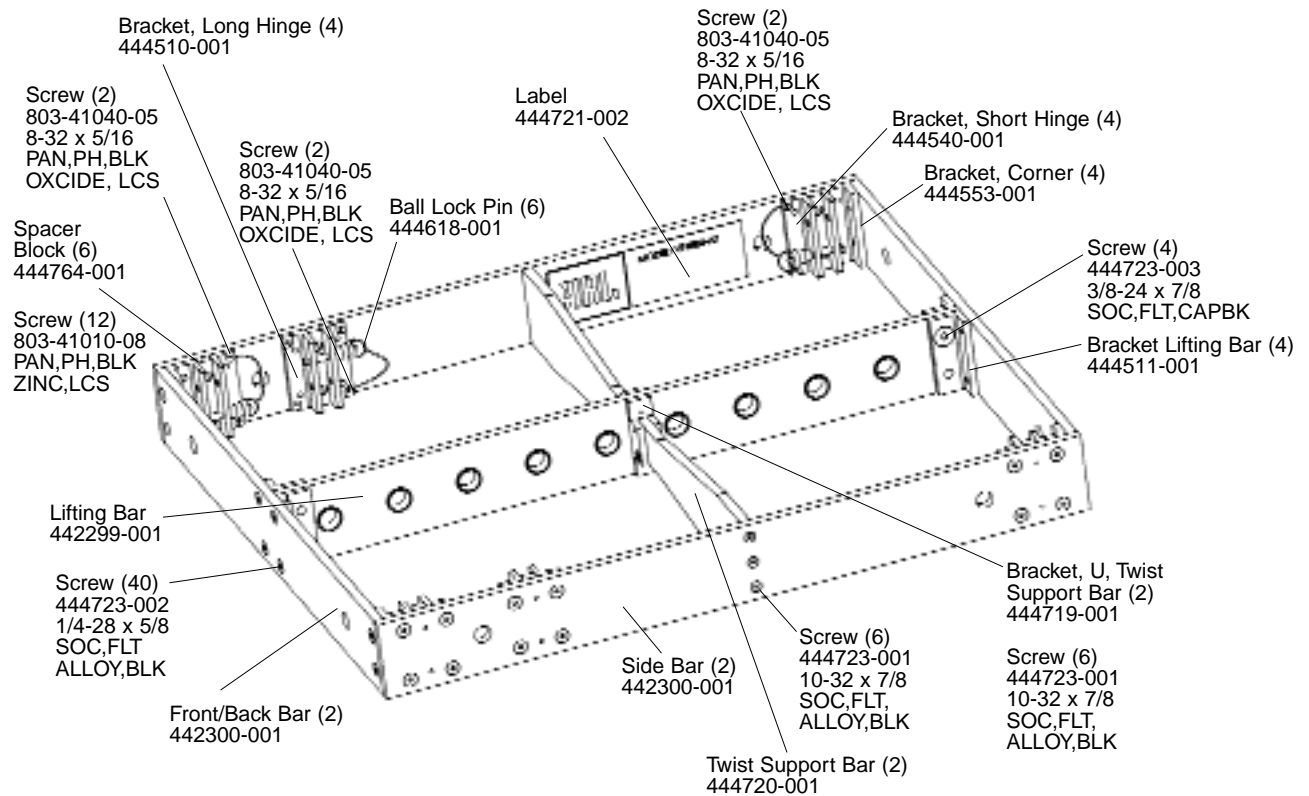 Bracket, Long Hinge (4)
444510-001
Screw (2)
803-41040-05
8-32 x 5/16
PAN,PH,BLK
OXCIDE, LCS
Screw (2)
803-41040-05
8-32 x 5/16
PAN,PH,BLK
OXCIDE, LCS
Label
444721-002
Screw (2)
803-41040-05
8-32 x 5/16
PAN,PH,BLK
OXCIDE, LCS
Bracket, Short Hinge (4)
444540-001
Bracket, Corner (4)
444553-001
Ball Lock Pin (6)
444618-001
Spacer
Block (6)
444764-001
Screw (12)
803-41010-08
PAN,PH,BLK
ZINC,LCS
JBL
Screw (4)
444723-003
3/8-24 x 7/8
SOC,FLT,CAPBK
Bracket Lifting Bar (4)
444511-001
Lifting Bar
442299-001
Screw (40)
444723-002
1/4-28 x 5/8
SOC,FLT
ALLOY,BLK
Front/Back Bar (2)
442300-001
Side Bar (2)
442300-001
Screw (6)
444723-001
10-32 x 7/8
SOC,FLT,
ALLOY,BLK
Twist Support Bar (2)
444720-001
Bracket, U, Twist
Support Bar (2)
444719-001
Screw (6)
444723-001
10-32 x 7/8
SOC,FLT,
ALLOY,BLK